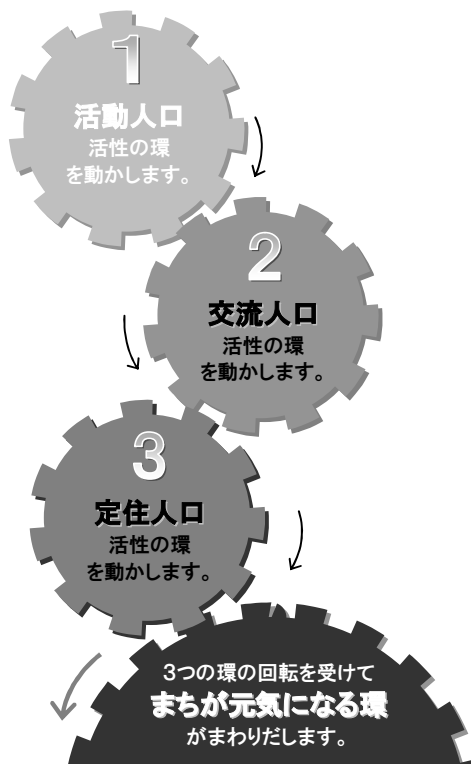 1
活動人口
活性の環
を動かします。
2
交流人口
活性の環
を動かします。
3
定住人口
活性の環
を動かします。
3つの環の回転を受けて
まちが元気になる環
がまわりだします。